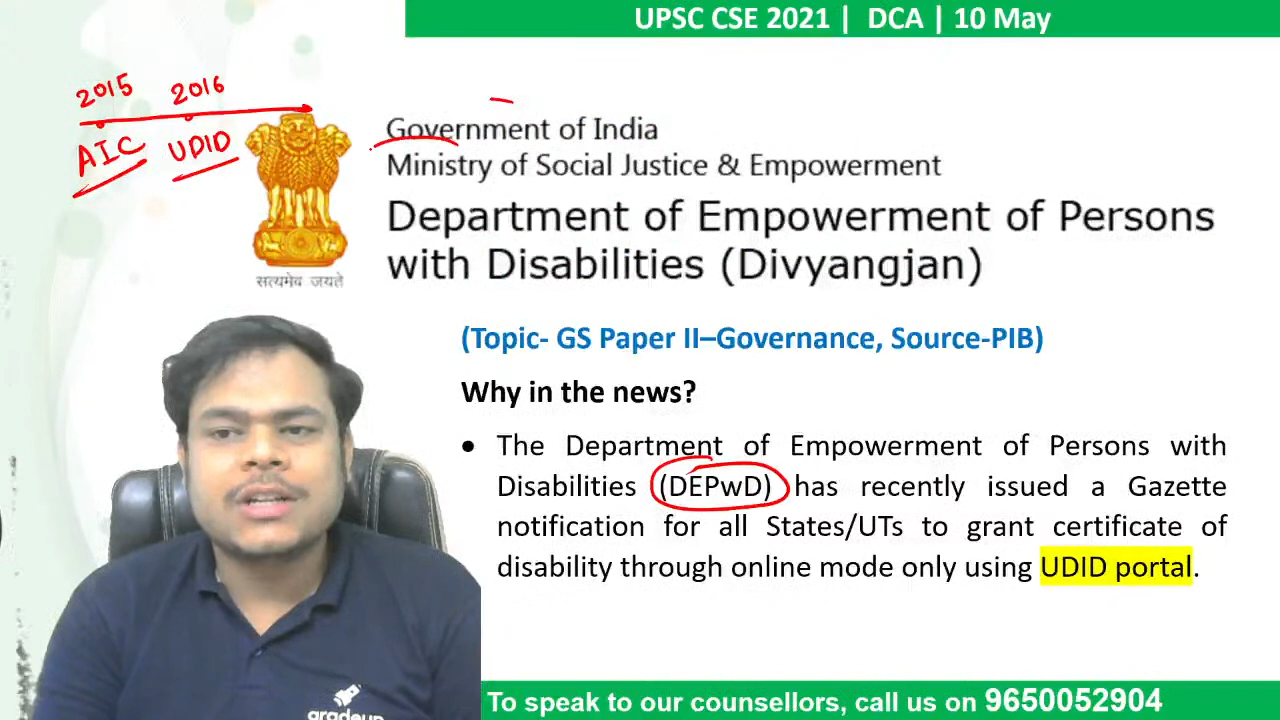 UPSC CSE 2021 | DCA | 10 May
2015 2016
AIC UDID
Government of India
Ministry of Social Justice & Empowerment
Department of Empowerment of Persons
with Disabilities (Divyangjan)
सत्यमेव जयते
(Topic- GS Paper II–Governance, Source-PIB)
Why in the news?
• The Department of Empowerment of Persons with
Disabilities (DEPwD) has recently issued a Gazette
notification for all States/UTs to grant certificate of
disability through online mode only using UDID portal.
gradeup
To speak to our counsellors, call us on 9650052904